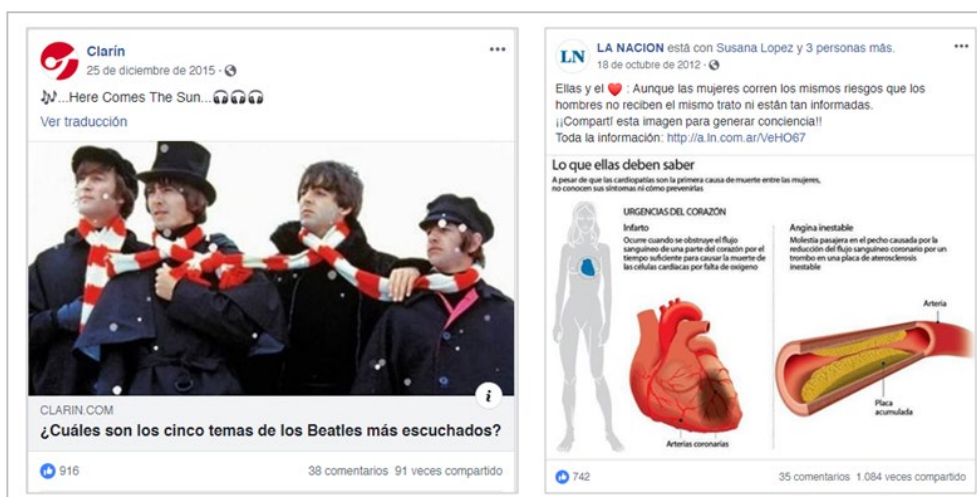 Clarín
25 de diciembre de 2015 ·
...Here Comes The Sun...
Ver traducción
CLARIN.COM
¿Cuáles son los cinco temas de los Beatles más escuchados?
916
38 comentarios 91 veces compartido
LN
LA NACION está con Susana Lopez y 3 personas más.
18 de octubre de 2012 ·
Ellas y el ❤ : Aunque las mujeres corren los mismos riesgos que los
hombres no reciben el mismo trato ni están tan informadas.
¡¡Compartí esta imagen para generar conciencia!!
Toda la información: http://a.ln.com.ar/VeHO67
Lo que ellas deben saber
A pesar de que las cardiopatías son la primera causa de muerte entre las mujeres,
no conocen sus síntomas ni cómo prevenirlas
URGENCIAS DEL CORAZÓN
Infarto
Ocurre cuando se obstruye el flujo
sanguíneo de una parte del corazón por el
tiempo suficiente para causar la muerte de
las células cardíacas por falta de oxígeno
Arterias coronarias
Angina inestable
Molestia pasajera en el pecho causada por la
reducción del flujo sanguíneo coronario por un
trombo en una placa de aterosclerosis
inestable
Arteria
Placa
acumulada
742
35 comentarios 1.084 veces compartido